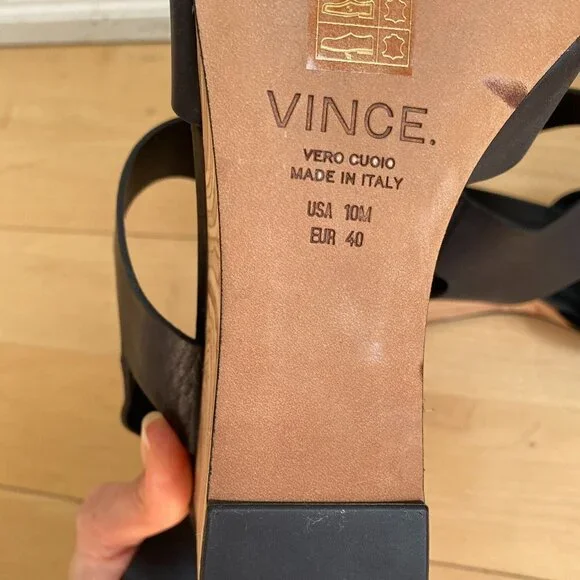 VINCE.
VERO CUOIO
MADE IN ITALY
USA 10M
EUR 40